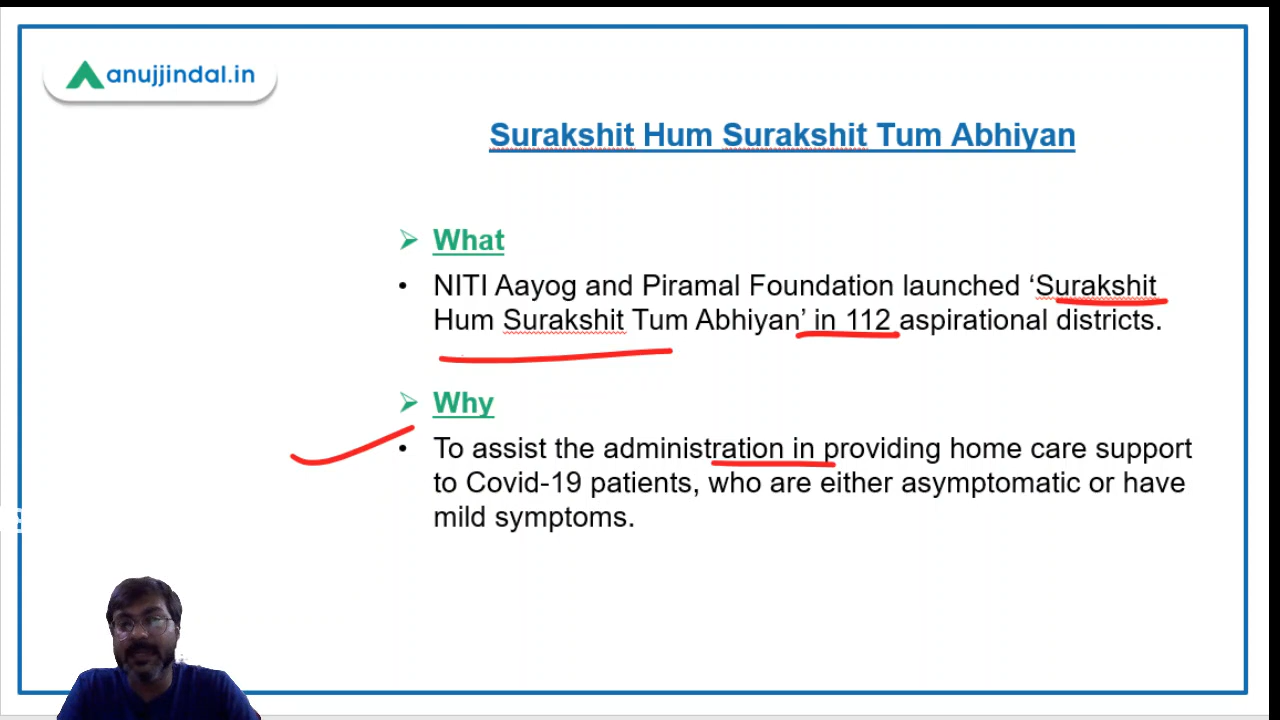 anujjindal.in
Surakshit Hum Surakshit Tum Abhiyan
➢ What
• NITI Aayog and Piramal Foundation launched ‘Surakshit
Hum Surakshit Tum Abhiyan’ in 112 aspirational districts.
➢ Why
• To assist the administration in providing home care support
to Covid-19 patients, who are either asymptomatic or have
mild symptoms.